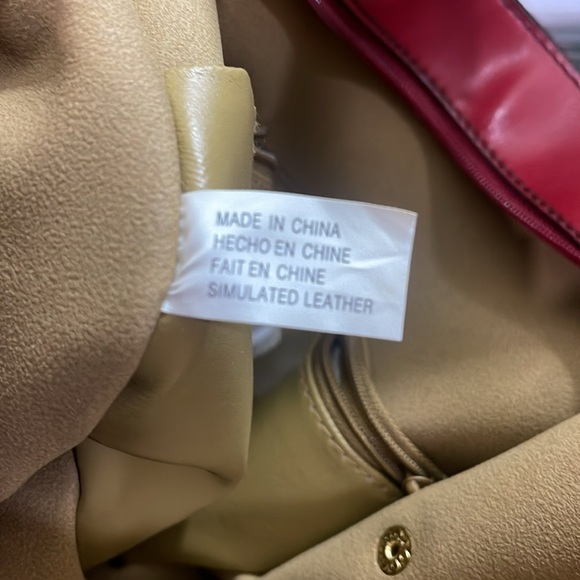 MADE IN CHINA
HECHO EN CHINE
FAIT EN CHINE
SIMULATED LEATHER